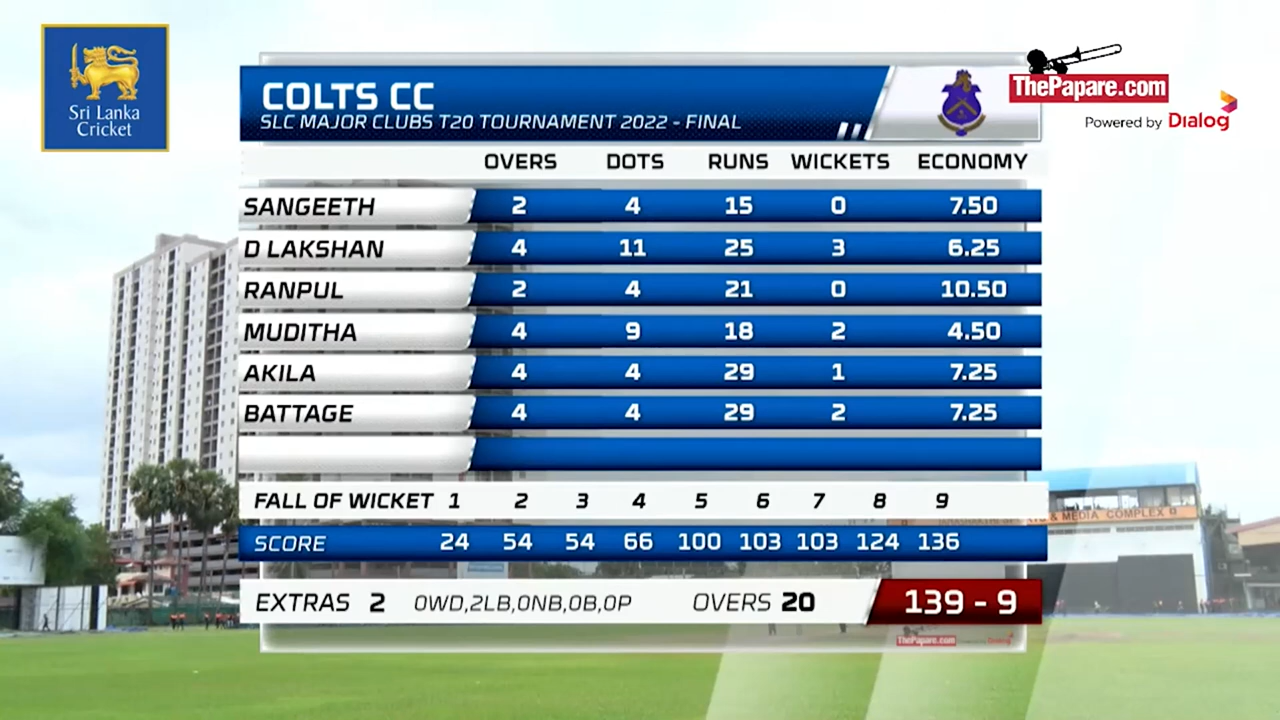 Sri Lanka
Cricket
ThePapare.com
Powered by Dialog
COLTS CC
SLC MAJOR CLUBS T20 TOURNAMENT 2022 - FINAL
OVERS DOTS RUNS WICKETS ECONOMY
SANGEETH 2 4 15 0 7.50
D LAKSHAN 4 11 25 3 6.25
RANPUL 2 4 21 0 10.50
MUDITHA 4 9 18 2 4.50
AKILA 4 4 29 1 7.25
BATTAGE 4 4 29 2 7.25
FALL OF WICKET 1 2 3 4 5 6 7 8 9
& MEDIA COMPLEX
SCORE 24 54 54 66 100 103 103 124 136
EXTRAS 2 0WD,2LB,0NB,0B,0P OVERS 20 139 - 9
ThePapare.com